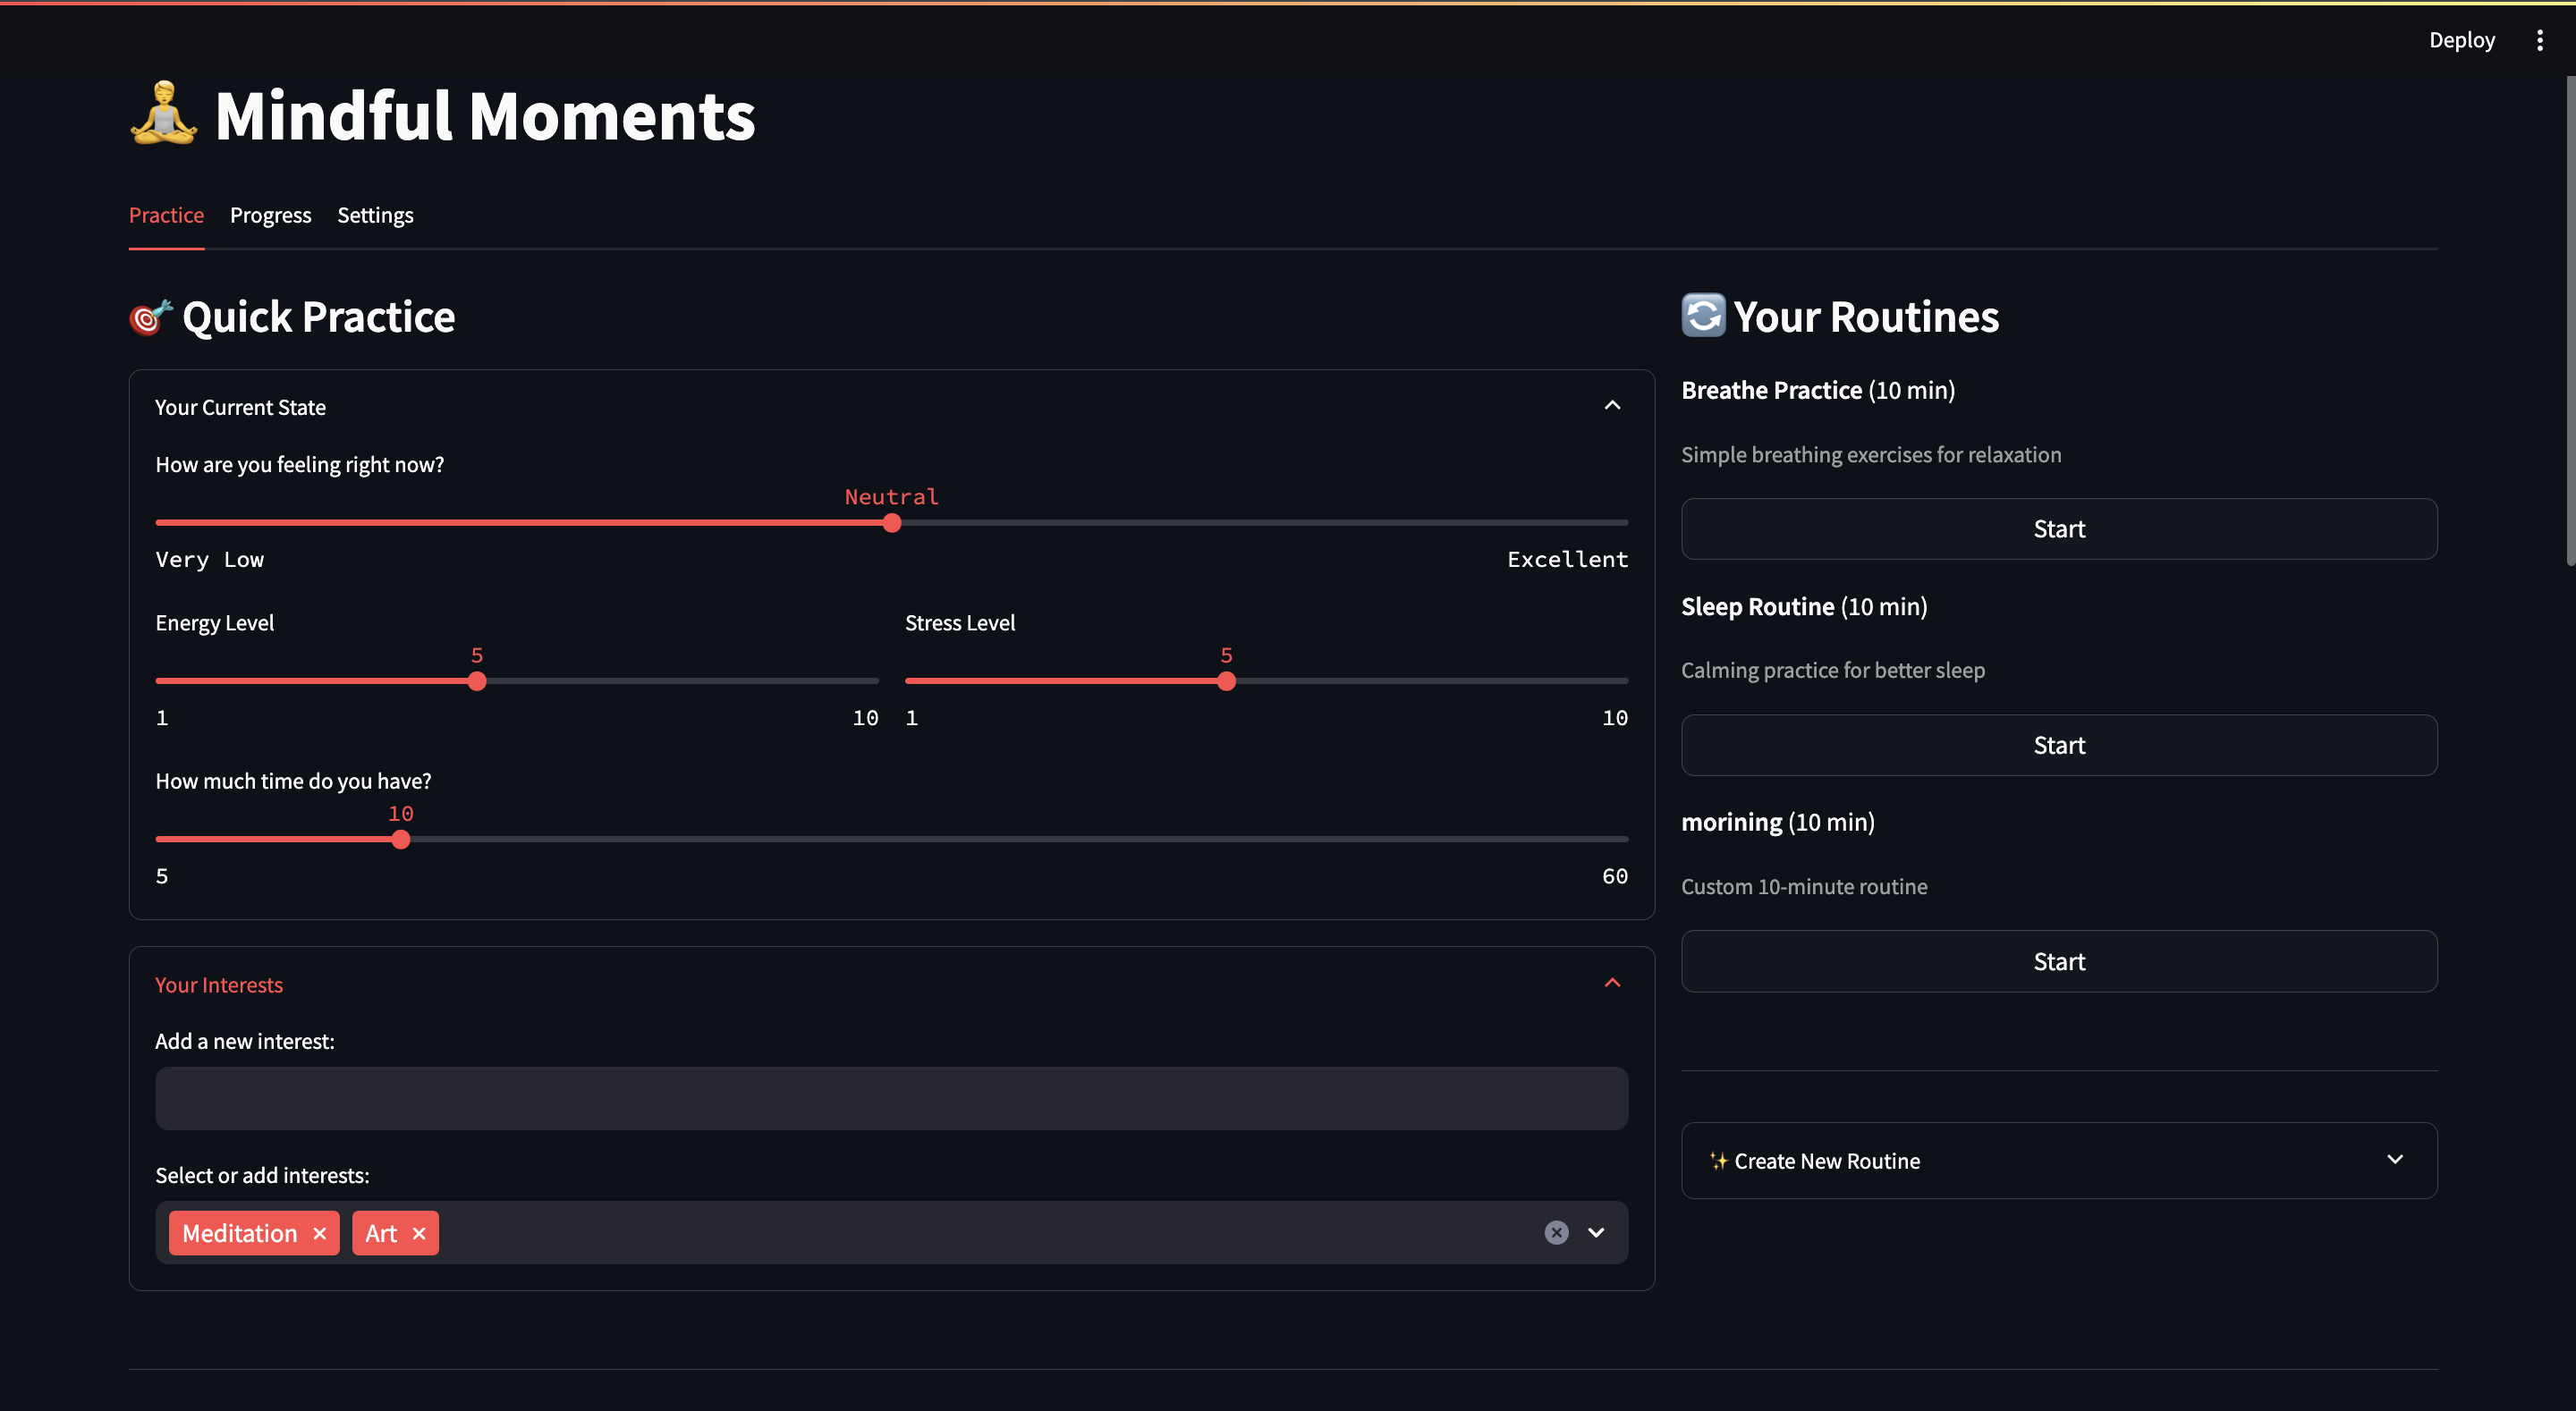 Deploy
Mindful Moments
Practice Progress Settings
Quick Practice
Your Current State
How are you feeling right now?
Neutral
Very Low Excellent
Energy Level Stress Level
5 5
1 10 1 10
How much time do you have?
10
5 60
Your Interests
Add a new interest:
Select or add interests:
Meditation Art
Your Routines
Breathe Practice (10 min)
Simple breathing exercises for relaxation
Start
Sleep Routine (10 min)
Calming practice for better sleep
Start
morining (10 min)
Custom 10-minute routine
Start
✨ Create New Routine